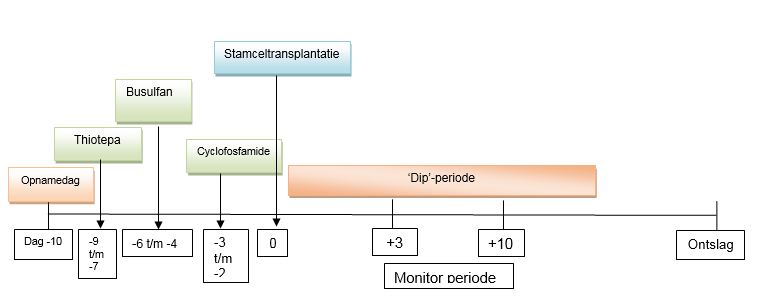 Stamceltransplantatie
Busulfan
Thiotepa
Cyclofosfamide
Opnamedag
‘Dip’-periode
Dag -10
-9
t/m
-7
-6 t/m -4
-3
t/m
-2
0
+3
+10
Ontslag
Monitor periode